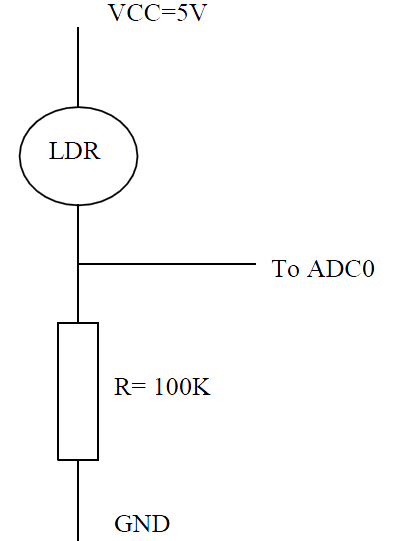 VCC=5V
LDR
To ADC0
R= 100K
GND